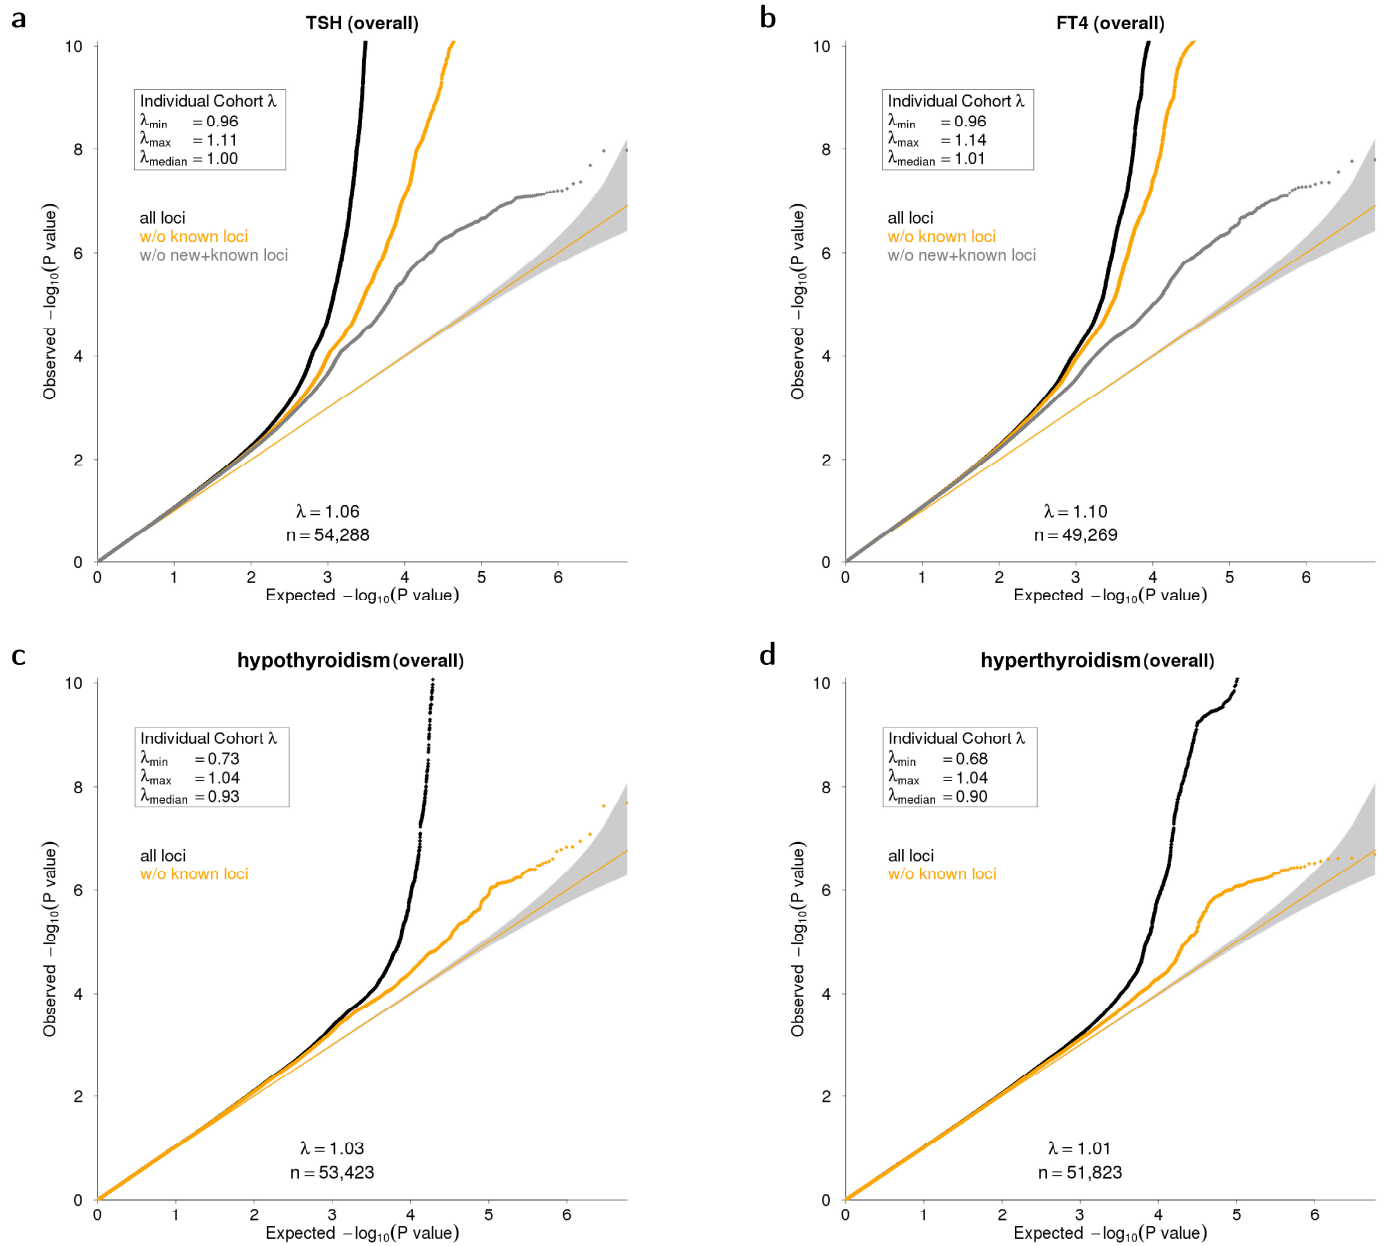 a
TSH (overall)
10
8
6
4
2
0
Observed −log10(P value)
Individual Cohort λ
λmin = 0.96
λmax = 1.11
λmedian = 1.00
all loci
w/o known loci
w/o new+known loci
λ = 1.06
n = 54,288
0 1 2 3 4 5 6
Expected −log10(P value)
b
FT4 (overall)
10
8
6
4
2
0
Observed −log10(P value)
Individual Cohort λ
λmin = 0.96
λmax = 1.14
λmedian = 1.01
all loci
w/o known loci
w/o new+known loci
λ = 1.10
n = 49,269
0 1 2 3 4 5 6
Expected −log10(P value)
c
hypothyroidism (overall)
10
8
6
4
2
0
Observed −log10(P value)
Individual Cohort λ
λmin = 0.73
λmax = 1.04
λmedian = 0.93
all loci
w/o known loci
λ = 1.03
n = 53,423
0 1 2 3 4 5 6
Expected −log10(P value)
d
hyperthyroidism (overall)
10
8
6
4
2
0
Observed −log10(P value)
Individual Cohort λ
λmin = 0.68
λmax = 1.04
λmedian = 0.90
all loci
w/o known loci
λ = 1.01
n = 51,823
0 1 2 3 4 5 6
Expected −log10(P value)